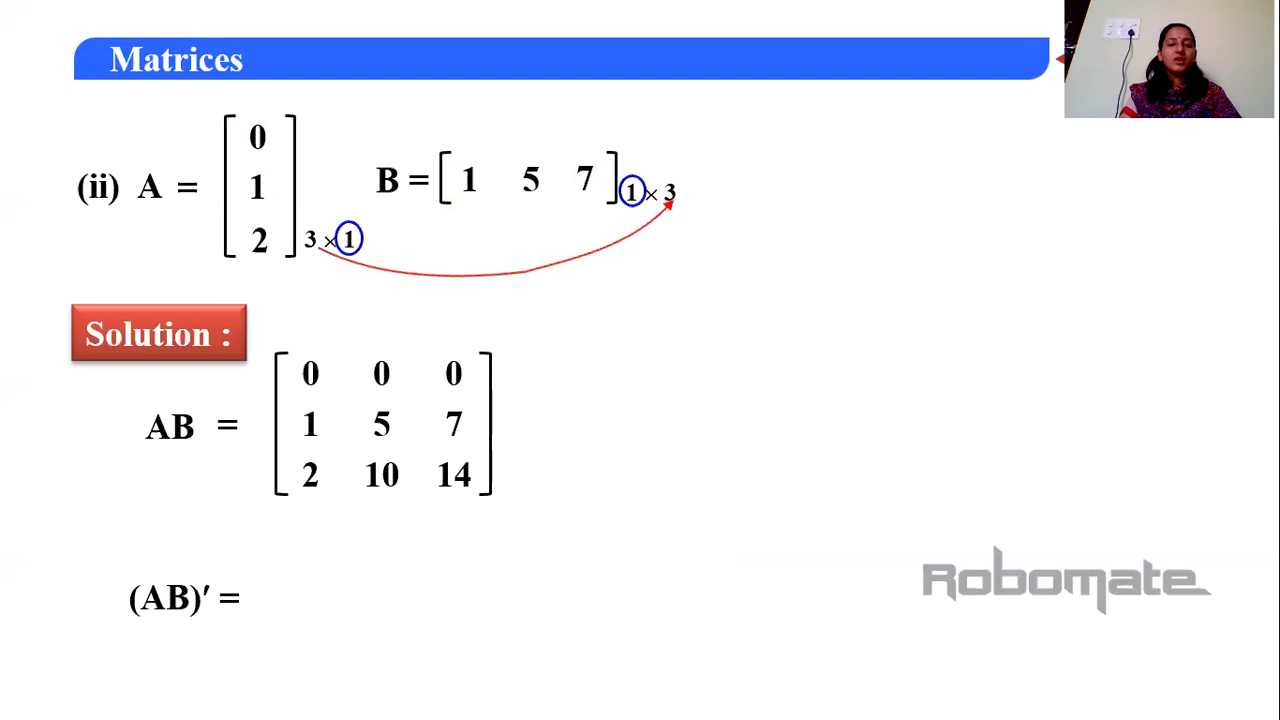 Matrices
(ii) A = [ 0 1 2 ] 3 × 1 B = [ 1 5 7 ] 1 × 3
Solution :
AB = [ 0 0 0
1 5 7
2 10 14 ]
(AB)′ =
Robomate